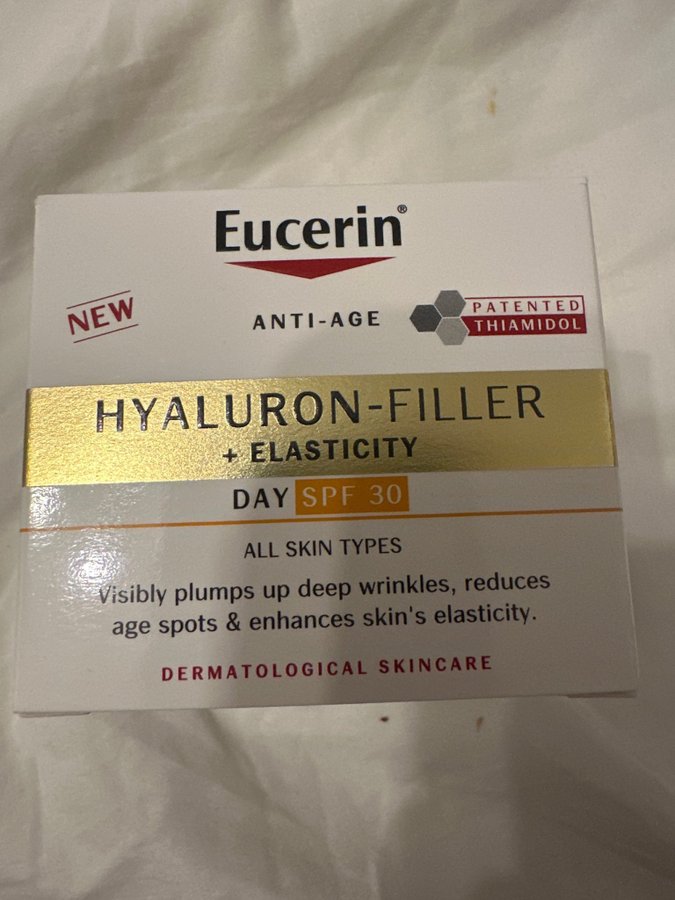 Eucerin®
NEW
ANTI-AGE
PATENTED
THIAMIDOL
HYALURON-FILLER
+ ELASTICITY
DAY SPF 30
ALL SKIN TYPES
Visibly plumps up deep wrinkles, reduces
age spots & enhances skin's elasticity.
DERMATOLOGICAL SKINCARE